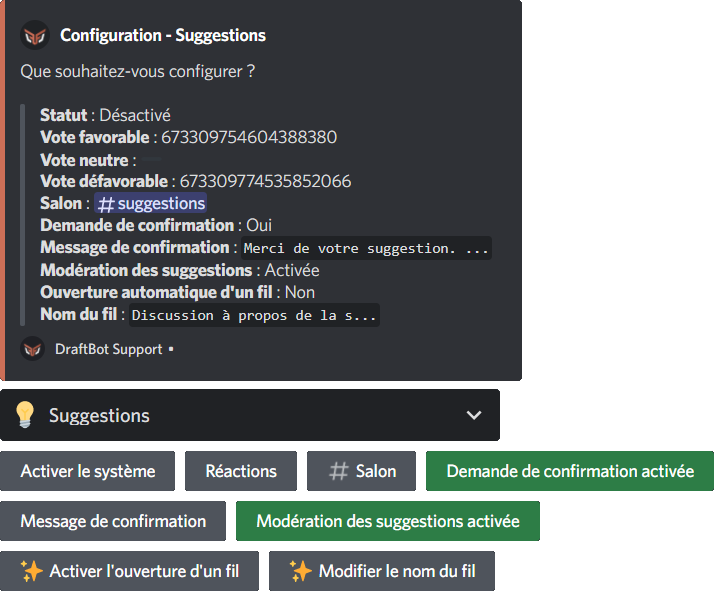 Configuration - Suggestions
Que souhaitez-vous configurer ?
Statut : Désactivé
Vote favorable : 673309754604388380
Vote neutre :
Vote défavorable : 673309774535852066
Salon : # suggestions
Demande de confirmation : Oui
Message de confirmation : Merci de votre suggestion. ...
Modération des suggestions : Activée
Ouverture automatique d'un fil : Non
Nom du fil : Discussion à propos de la s...
DraftBot Support •
Suggestions
Activer le système Réactions # Salon Demande de confirmation activée
Message de confirmation Modération des suggestions activée
Activer l'ouverture d'un fil Modifier le nom du fil